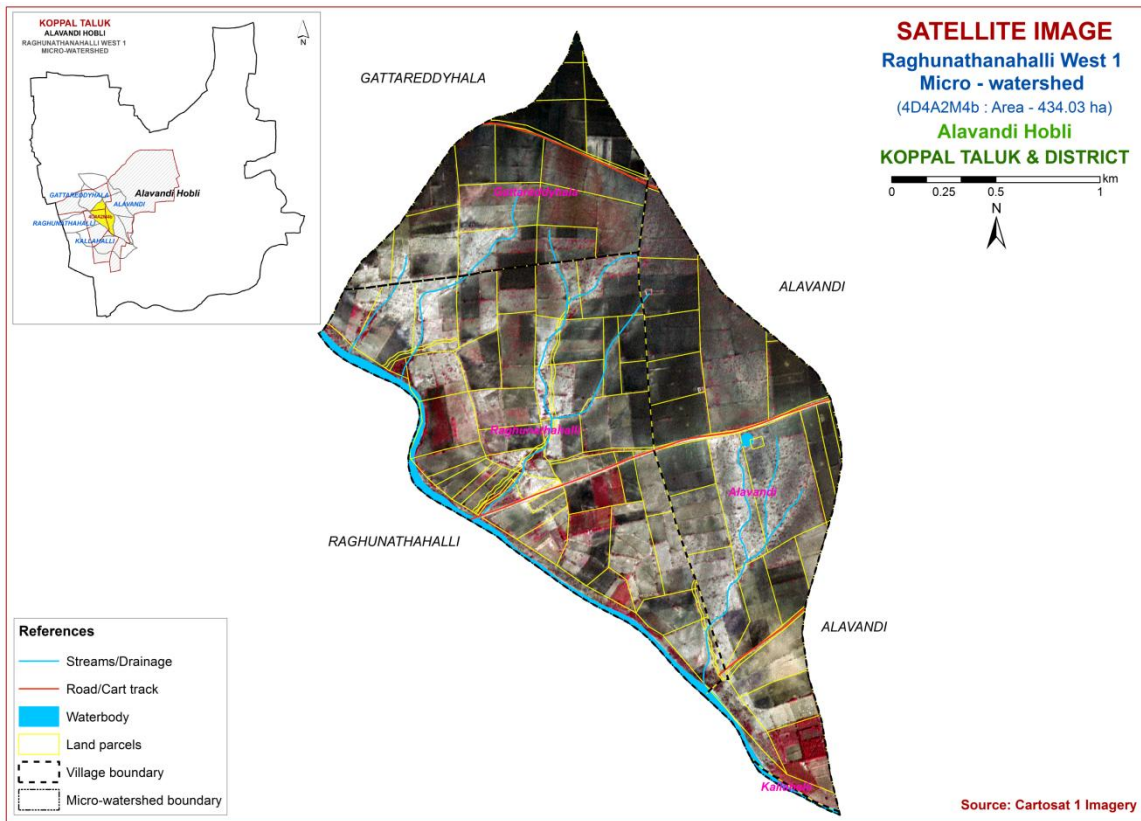 KOPPAL TALUK
ALAVANDI HOBLI
RAGHUNATHANAHALLI WEST 1
MICRO-WATERSHED
N
GATTAREDDYHALA
ALAVANDI
Alavandi Hobli
4D4A2M4b
RAGHUNATHAHALLI
KALLAHALLI
SATELLITE IMAGE
Raghunathanahalli West 1
Micro - watershed
(4D4A2M4b : Area - 434.03 ha)
Alavandi Hobli
KOPPAL TALUK & DISTRICT
km
0 0.25 0.5 1
N
GATTAREDDYHALA
Gattareddyhala
ALAVANDI
Raghunathahalli
Alavandi
RAGHUNATHAHALLI
ALAVANDI
References
Streams/Drainage
Road/Cart track
Waterbody
Land parcels
Village boundary
Micro-watershed boundary
Source: Cartosat 1 Imagery